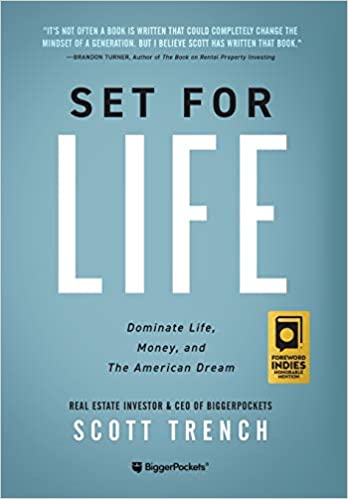 "IT'S NOT OFTEN A BOOK IS WRITTEN THAT COULD COMPLETELY CHANGE THE
MINDSET OF A GENERATION. BUT I BELIEVE SCOTT HAS WRITTEN THAT BOOK."
—BRANDON TURNER, Author of The Book on Rental Property Investing
SET FOR
LIFE
Dominate Life,
Money, and
The American Dream
FOREWORD
INDIES
HONORABLE
MENTION
REAL ESTATE INVESTOR & CEO OF BIGGERPOCKETS
SCOTT TRENCH
BiggerPockets®